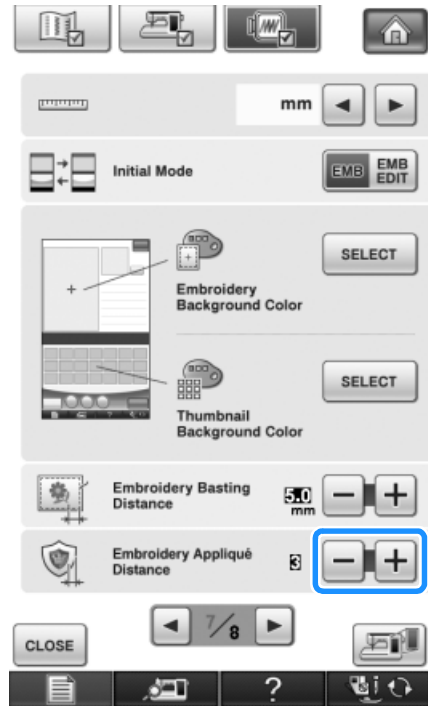 mm
Initial Mode
EMB
EMB
EDIT
SELECT
Embroidery
Background Color
SELECT
Thumbnail
Background Color
Embroidery Basting
Distance
5.0
mm
Embroidery Appliqué
Distance
3
7/8
CLOSE
?